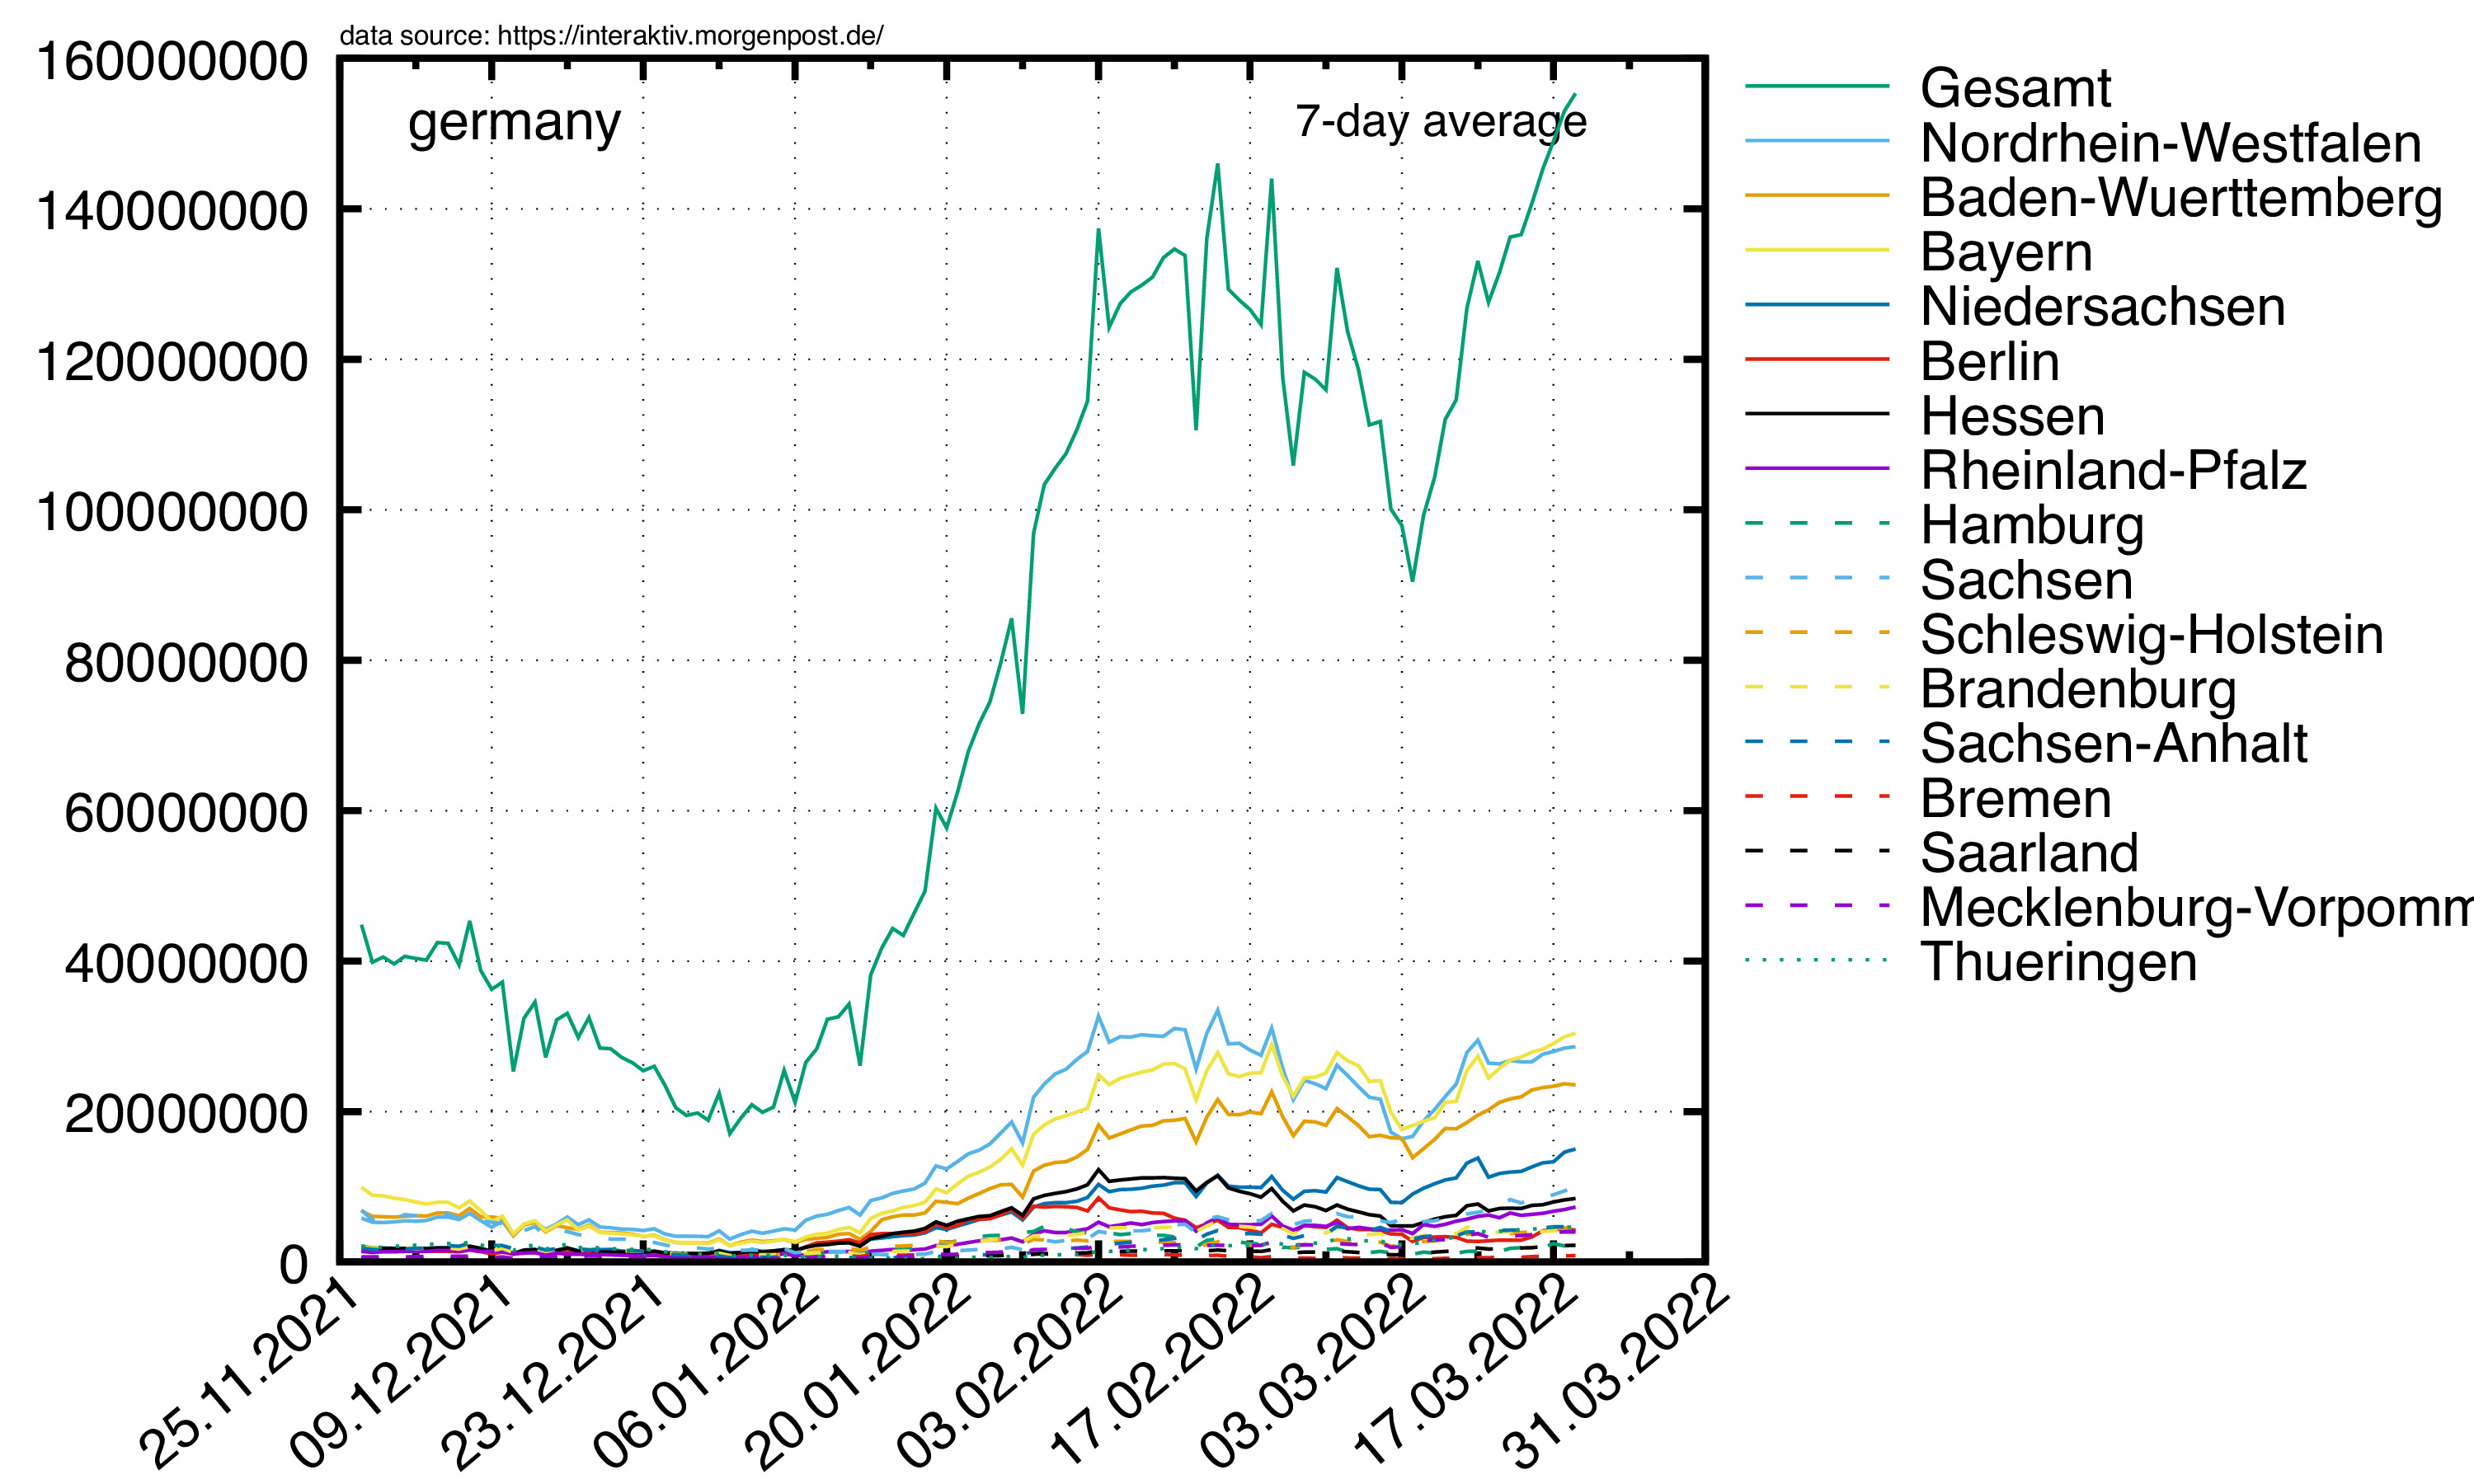 data source: https://interaktiv.morgenpost.de/
germany
7-day average
160000000
140000000
120000000
100000000
80000000
60000000
40000000
20000000
0
25.11.2021
09.12.2021
23.12.2021
06.01.2022
20.01.2022
03.02.2022
17.02.2022
03.03.2022
17.03.2022
31.03.2022
Gesamt
Nordrhein-Westfalen
Baden-Wuerttemberg
Bayern
Niedersachsen
Berlin
Hessen
Rheinland-Pfalz
Hamburg
Sachsen
Schleswig-Holstein
Brandenburg
Sachsen-Anhalt
Bremen
Saarland
Mecklenburg-Vorpomm
Thueringen